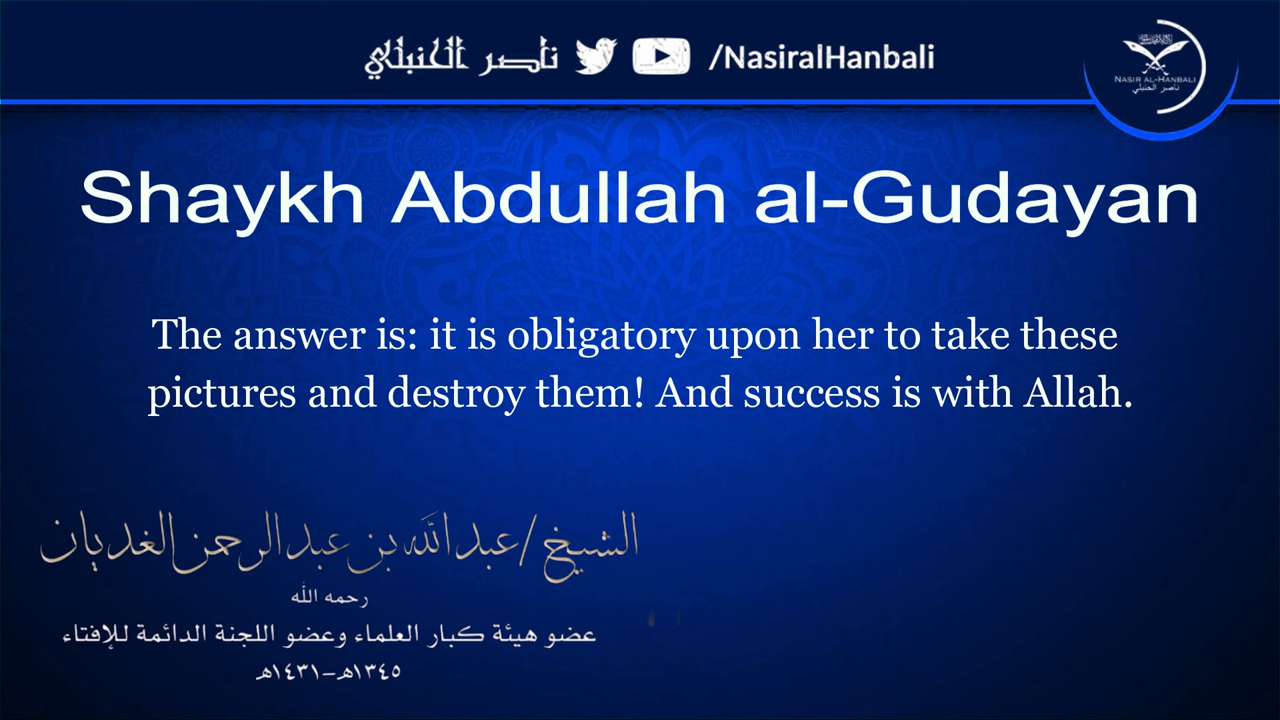 ناصر الحنبلي /NasiralHanbali
NASIR AL-HANBALI
ناصر الحنبلي
Shaykh Abdullah al-Gudayan
The answer is: it is obligatory upon her to take these
pictures and destroy them! And success is with Allah.
الشيخ/عبدالله بن عبدالرحمن الغديان
رحمه الله
عضو هيئة كبار العلماء وعضو اللجنة الدائمة للإفتاء
١٣٤٥هـ–١٤٣١هـ